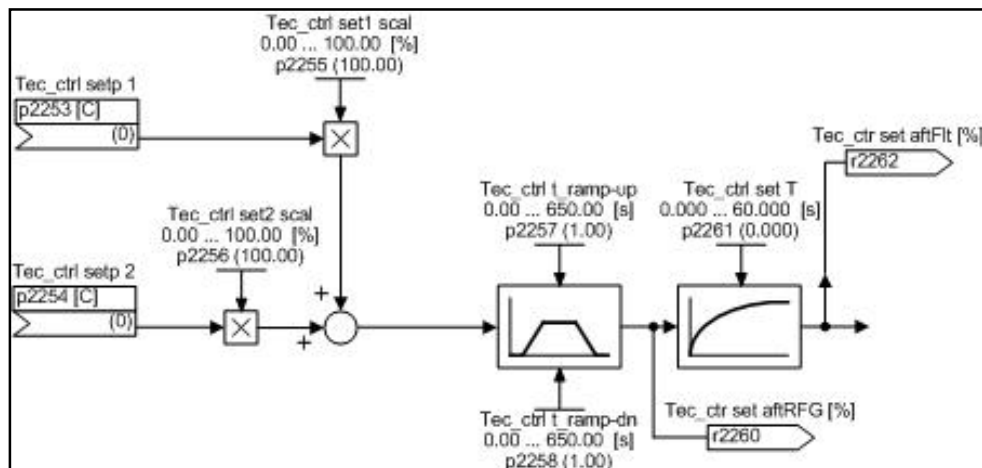 Tec_ctrl set1 scal
0.00 ... 100.00 [%]
p2255 (100.00)
Tec_ctrl setp 1
p2253 [C]
(0)
Tec_ctr set aftFlt [%]
r2262
Tec_ctrl set2 scal
0.00 ... 100.00 [%]
p2256 (100.00)
Tec_ctrl t_ramp-up
0.00 ... 650.00 [s]
p2257 (1.00)
Tec_ctrl set T
0.000 ... 60.000 [s]
p2261 (0.000)
Tec_ctrl setp 2
p2254 [C]
(0)
+
+
Tec_ctrl t_ramp-dn
0.00 ... 650.00 [s]
p2258 (1.00)
Tec_ctr set aftRFG [%]
r2260